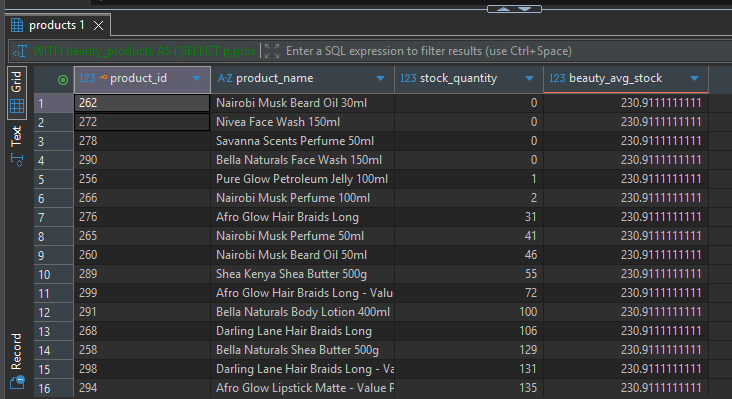 products 1
WITH beauty_products AS ( SELECT p.proc
Enter a SQL expression to filter results (use Ctrl+Space)
Grid
Text
Record
123 product_id A-Z product_name 123 stock_quantity 123 beauty_avg_stock
1 262 Nairobi Musk Beard Oil 30ml 0 230.9111111111
2 272 Nivea Face Wash 150ml 0 230.9111111111
3 278 Savanna Scents Perfume 50ml 0 230.9111111111
4 290 Bella Naturals Face Wash 150ml 0 230.9111111111
5 256 Pure Glow Petroleum Jelly 100ml 1 230.9111111111
6 266 Nairobi Musk Perfume 100ml 2 230.9111111111
7 276 Afro Glow Hair Braids Long 31 230.9111111111
8 265 Nairobi Musk Perfume 50ml 41 230.9111111111
9 260 Nairobi Musk Beard Oil 50ml 46 230.9111111111
10 289 Shea Kenya Shea Butter 500g 55 230.9111111111
11 299 Afro Glow Hair Braids Long - Value 72 230.9111111111
12 291 Bella Naturals Body Lotion 400ml 100 230.9111111111
13 268 Darling Lane Hair Braids Long 106 230.9111111111
14 258 Bella Naturals Shea Butter 500g 129 230.9111111111
15 298 Darling Lane Hair Braids Long - Va 131 230.9111111111
16 294 Afro Glow Lipstick Matte - Value P 135 230.9111111111